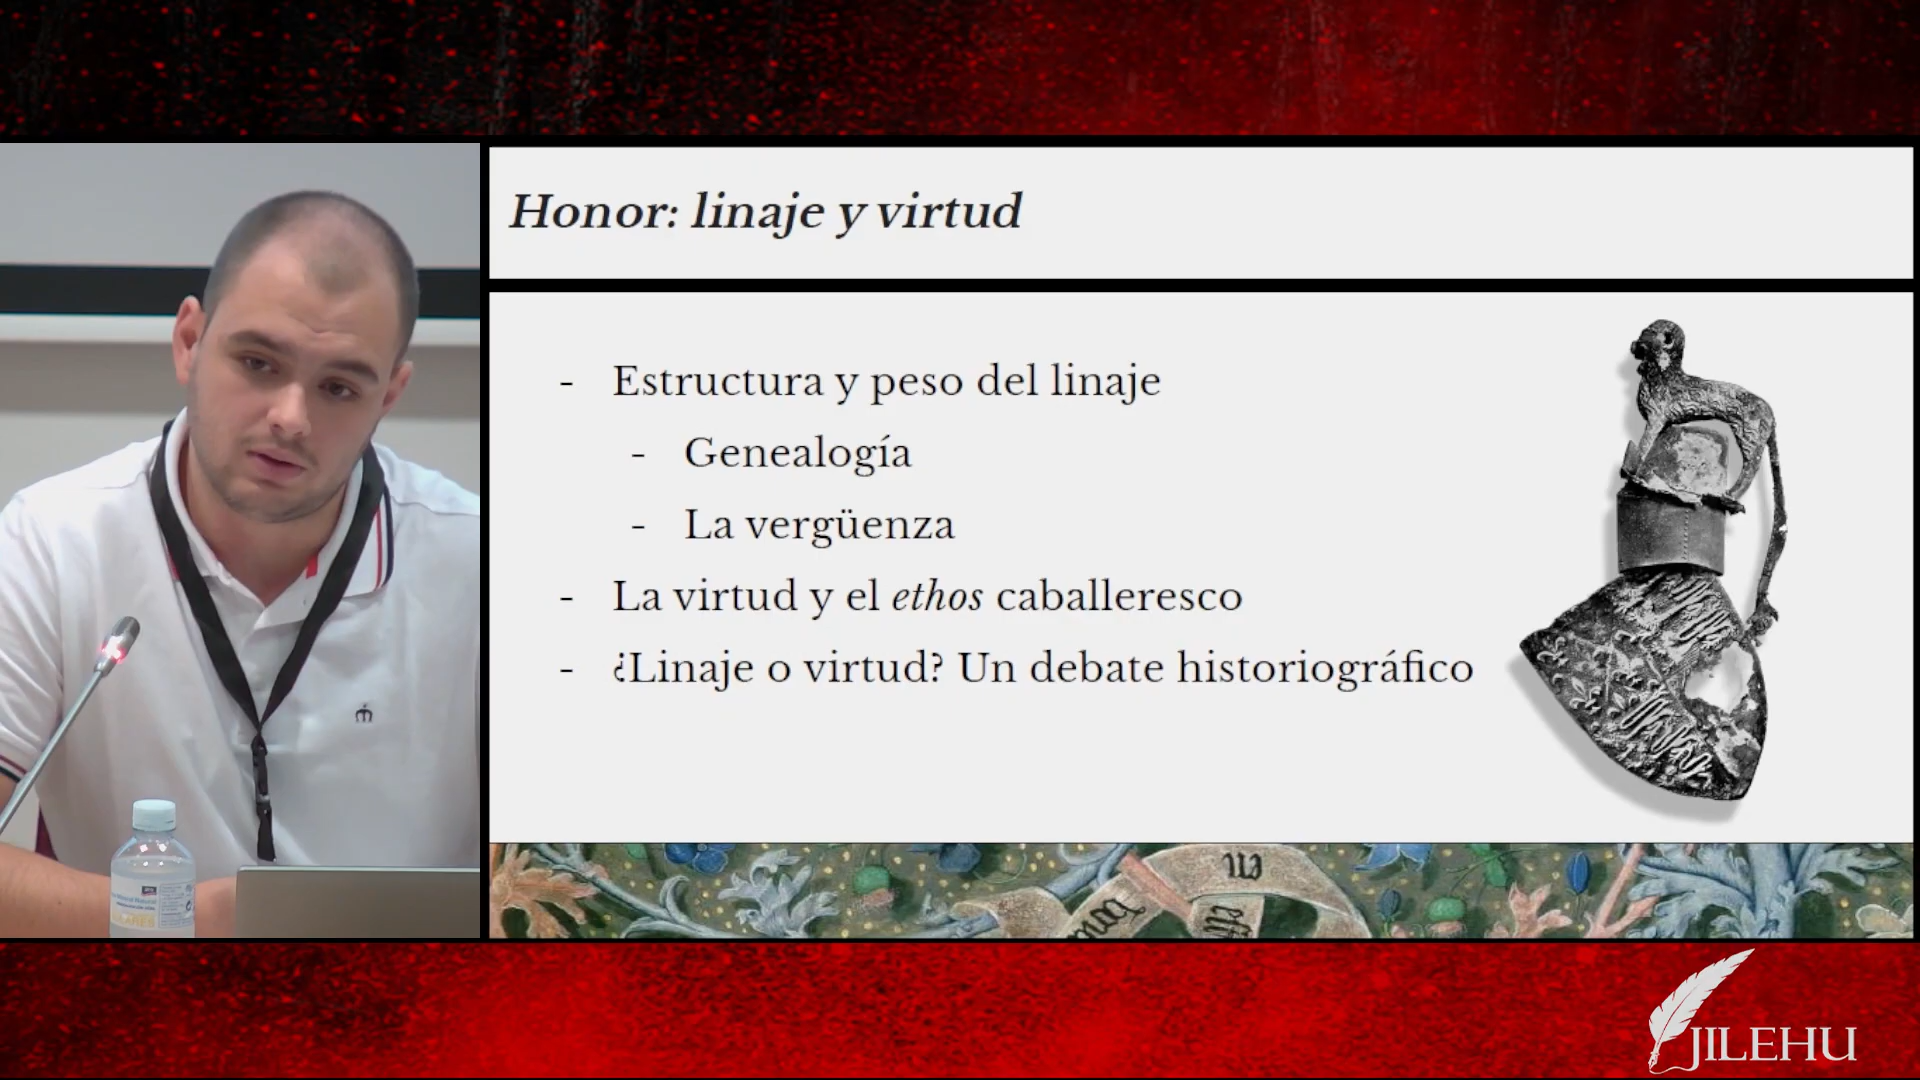 Honor: linaje y virtud
- Estructura y peso del linaje
- Genealogía
- La vergüenza
- La virtud y el ethos caballeresco
- ¿Linaje o virtud? Un debate historiográfico
en
JILEHU